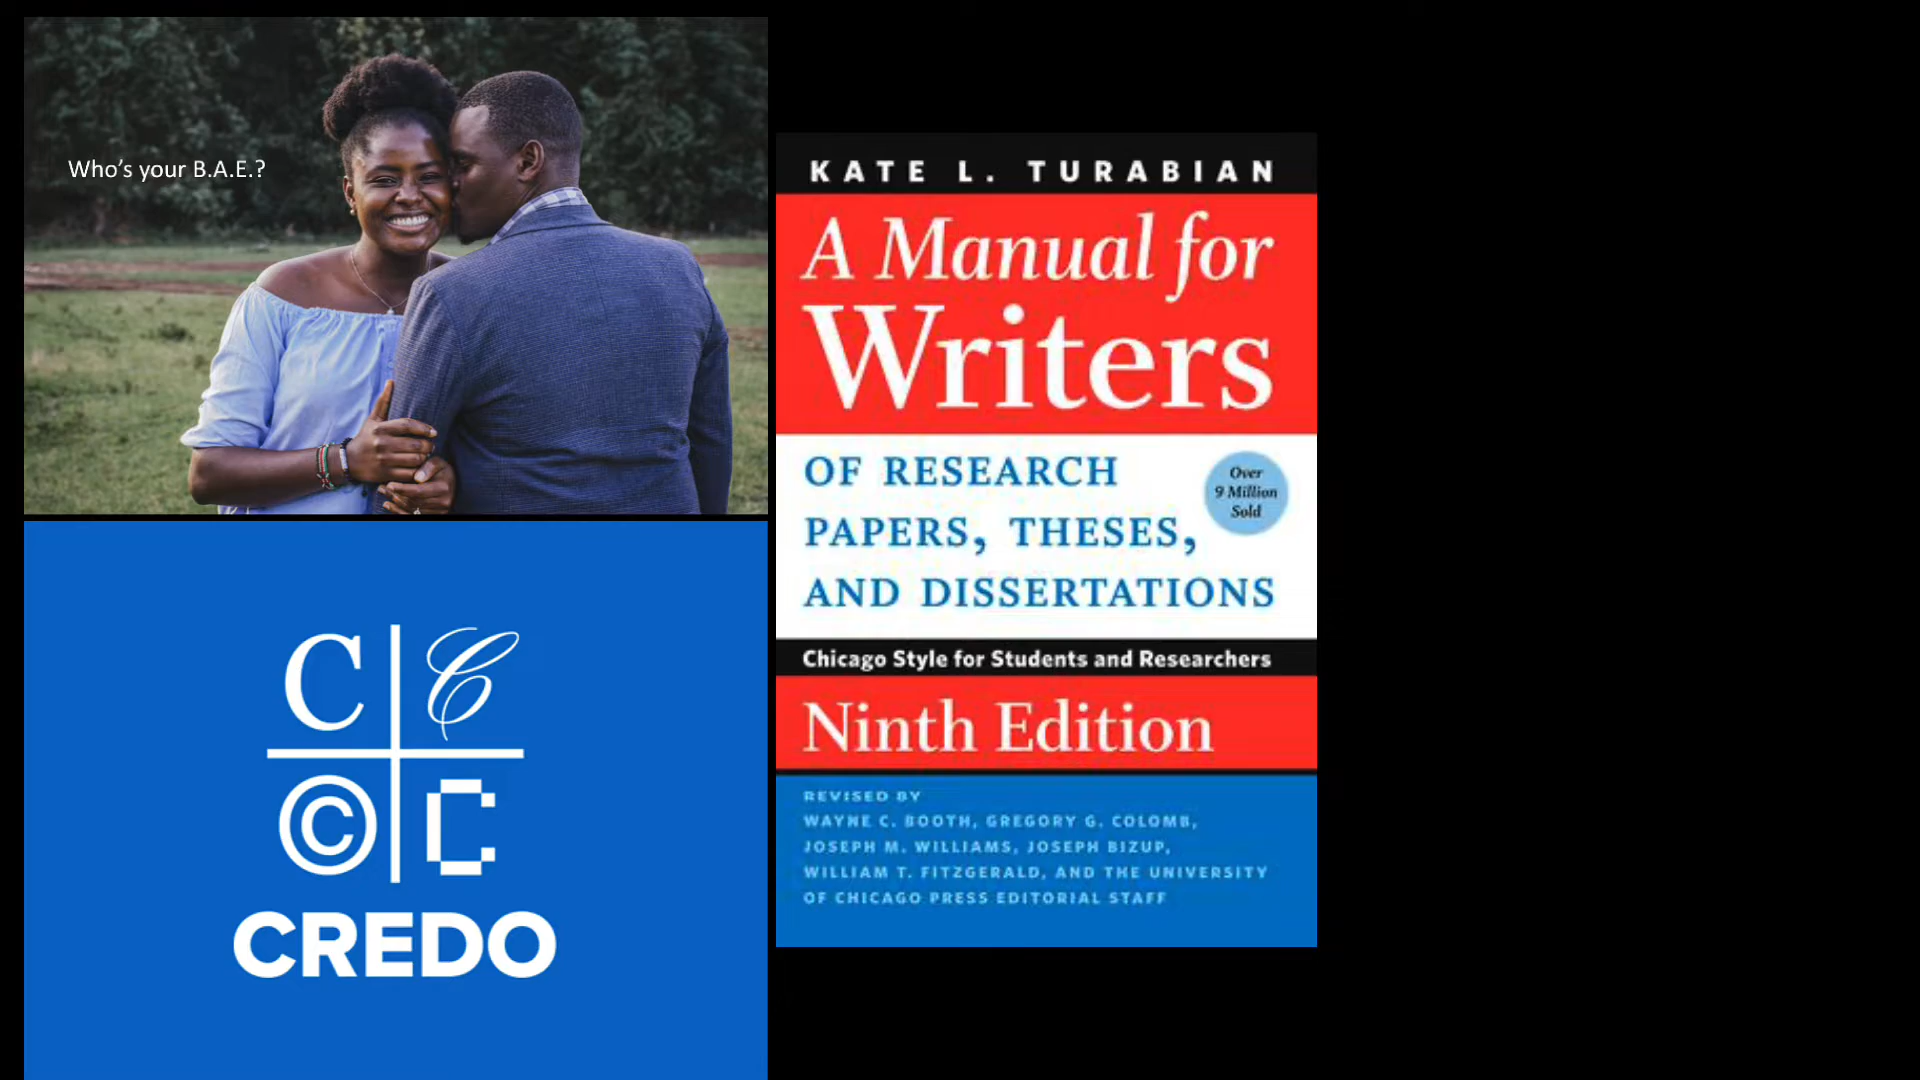 Who's your B.A.E.?
C C
© C
CREDO
KATE L. TURABIAN
A Manual for
Writers
OF RESEARCH
PAPERS, THESES,
AND DISSERTATIONS
Over
9 Million
Sold
Chicago Style for Students and Researchers
Ninth Edition
REVISED BY
WAYNE C. BOOTH, GREGORY G. COLOMB,
JOSEPH M. WILLIAMS, JOSEPH BIZUP,
WILLIAM T. FITZGERALD, AND THE UNIVERSITY
OF CHICAGO PRESS EDITORIAL STAFF